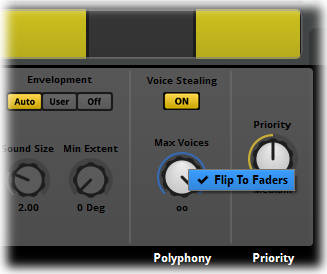 Envelopment
Voice Stealing
Auto User Off
ON
Priority
Sound Size
Min Extent
Max Voices
Flip To Faders
Medium
2.00
0 Deg
oo
Polyphony
Priority